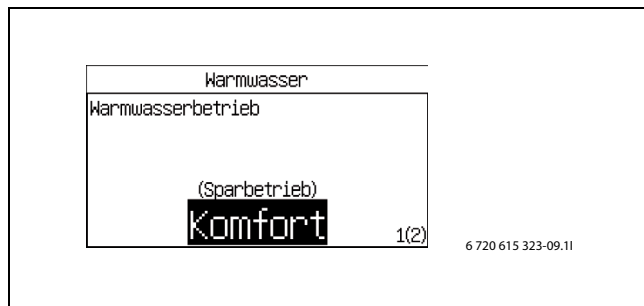 Warmwasser
Warmwasserbetrieb
(Sparbetrieb)
Komfort
1(2)
6 720 615 323-09.1I